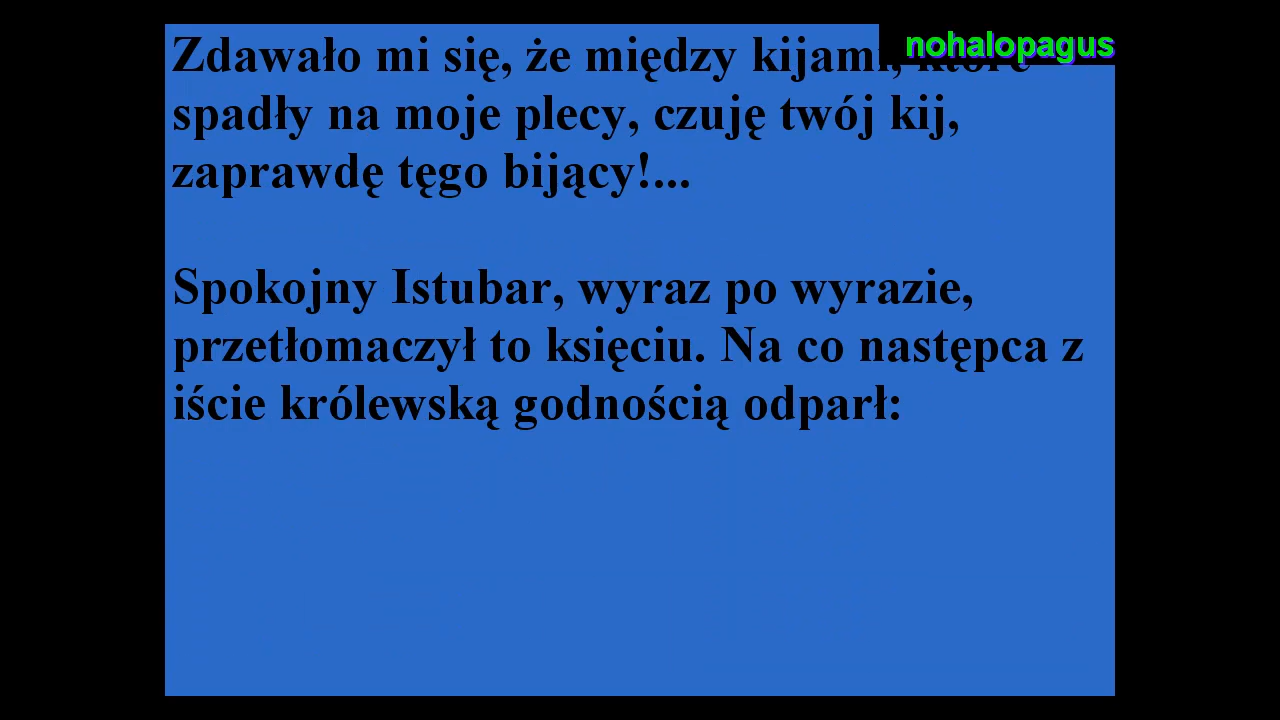 nohalopagus
Zdawało mi się, że między kijami, które
spadły na moje plecy, czuję twój kij,
zaprawdę tęgo bijący!...
Spokojny Istubar, wyraz po wyrazie,
przetłomaczył to księciu. Na co następca z
iście królewską godnością odparł: